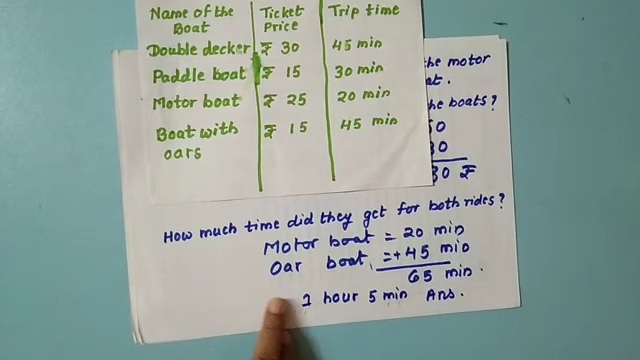 Name of the Boat Ticket Price Trip time
Double decker ₹ 30 45 min
Paddle boat ₹ 15 30 min
Motor boat ₹ 25 20 min
Boat with oars ₹ 15 45 min
the motor
at.
the boats?
0
30 ₹
How much time did they get for both rides?
Motor boat = 20 min
Oar boat = + 45 min
65 min.
1 hour 5 min Ans.